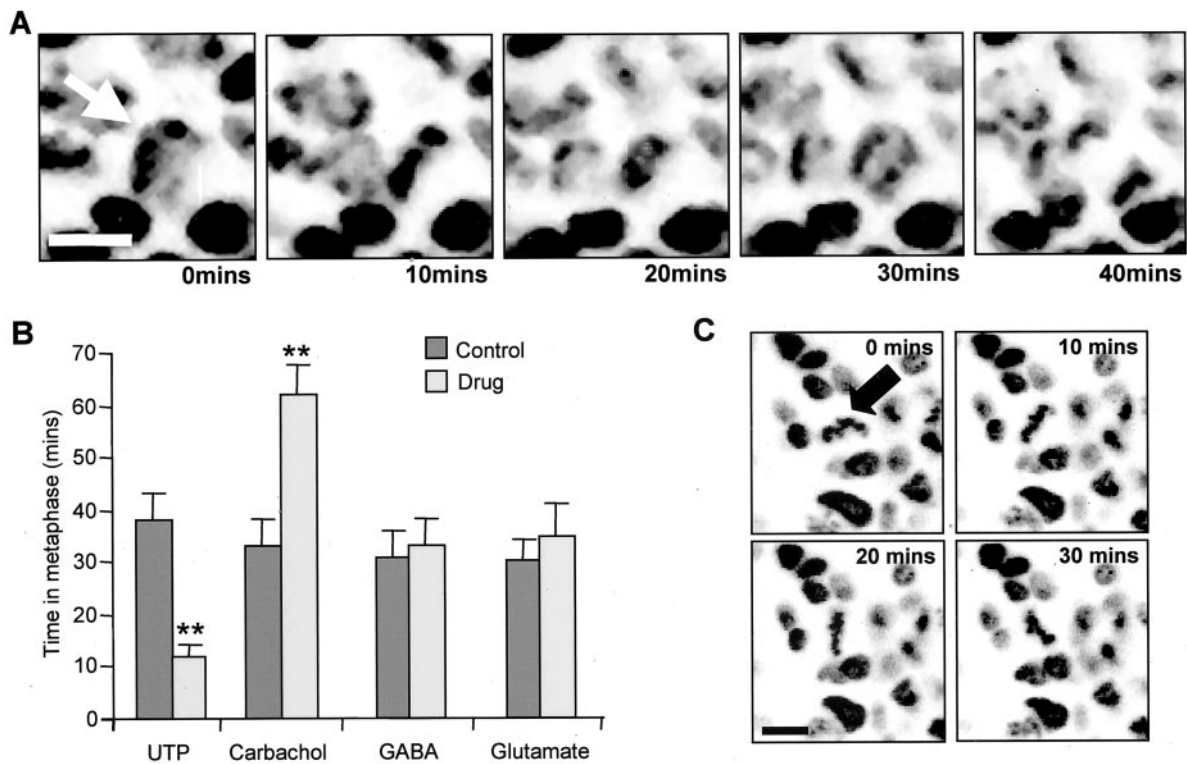 A
0mins
10mins
20mins
30mins
40mins
B
Time in metaphase (mins)
70
60
50
40
30
20
10
0
**
**
Control
Drug
UTP
Carbachol
GABA
Glutamate
C
0 mins
10 mins
20 mins
30 mins